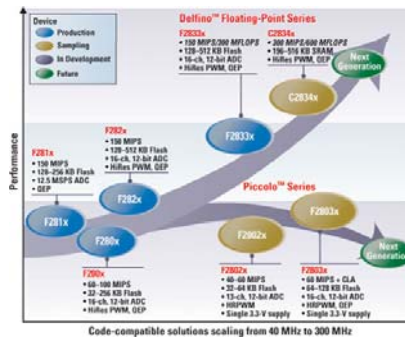 Device
Production
Sampling
In Development
Future
Delfino™ Floating-Point Series
F2833x
• 150 MIPS/300 MFLOPS
• 128–512 KB Flash
• 16-ch, 12-bit ADC
• HiRes PWM, QEP
C2834x
• 300 MIPS/600 MFLOPS
• 196–516 KB SRAM
• HiRes PWM, QEP
Next
Generation
C2834x
F2833x
F281x
• 150 MIPS
• 128–256 KB Flash
• 12.5 MSPS ADC
• QEP
F282x
• 150 MIPS
• 128–512 KB Flash
• 16-ch, 12-bit ADC
• HiRes PWM, QEP
Piccolo™ Series
F281x
F282x
F280x
F2802x
F2803x
Next
Generation
F280x
• 60–100 MIPS
• 32–256 KB Flash
• 16-ch, 12-bit ADC
• HiRes PWM, QEP
F2802x
• 40–60 MIPS
• 32–64 KB Flash
• 13-ch, 12-bit ADC
• HRPWM
• Single 3.3-V supply
F2803x
• 60 MIPS + CLA
• 64–128 KB Flash
• 16-ch, 12-bit ADC
• HRPWM, QEP
• Single 3.3-V supply
Performance
Code-compatible solutions scaling from 40 MHz to 300 MHz